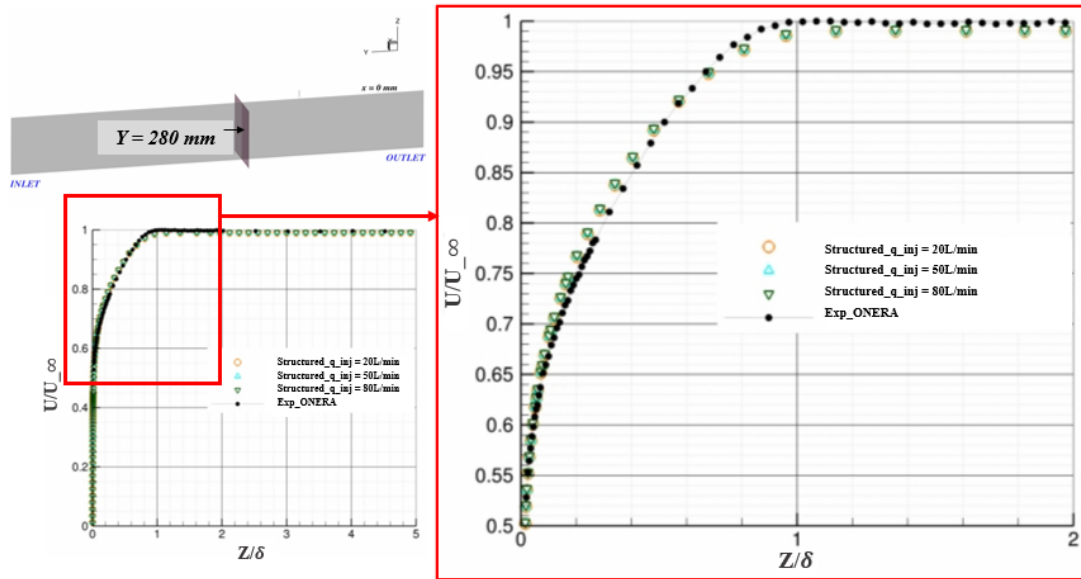 Z
Y
x = 0 mm
Y = 280 mm
OUTLET
INLET
1
0.8
0.6
0.4
0.2
0
U/U_∞
Structured_q_inj = 20L/min
Structured_q_inj = 50L/min
Structured_q_inj = 80L/min
Exp_ONERA
0 1 2 3 4 5
Z/δ
1
0.95
0.9
0.85
0.8
0.75
0.7
0.65
0.6
0.55
0.5
U/U_∞
Structured_q_inj = 20L/min
Structured_q_inj = 50L/min
Structured_q_inj = 80L/min
Exp_ONERA
0 1 2
Z/δ